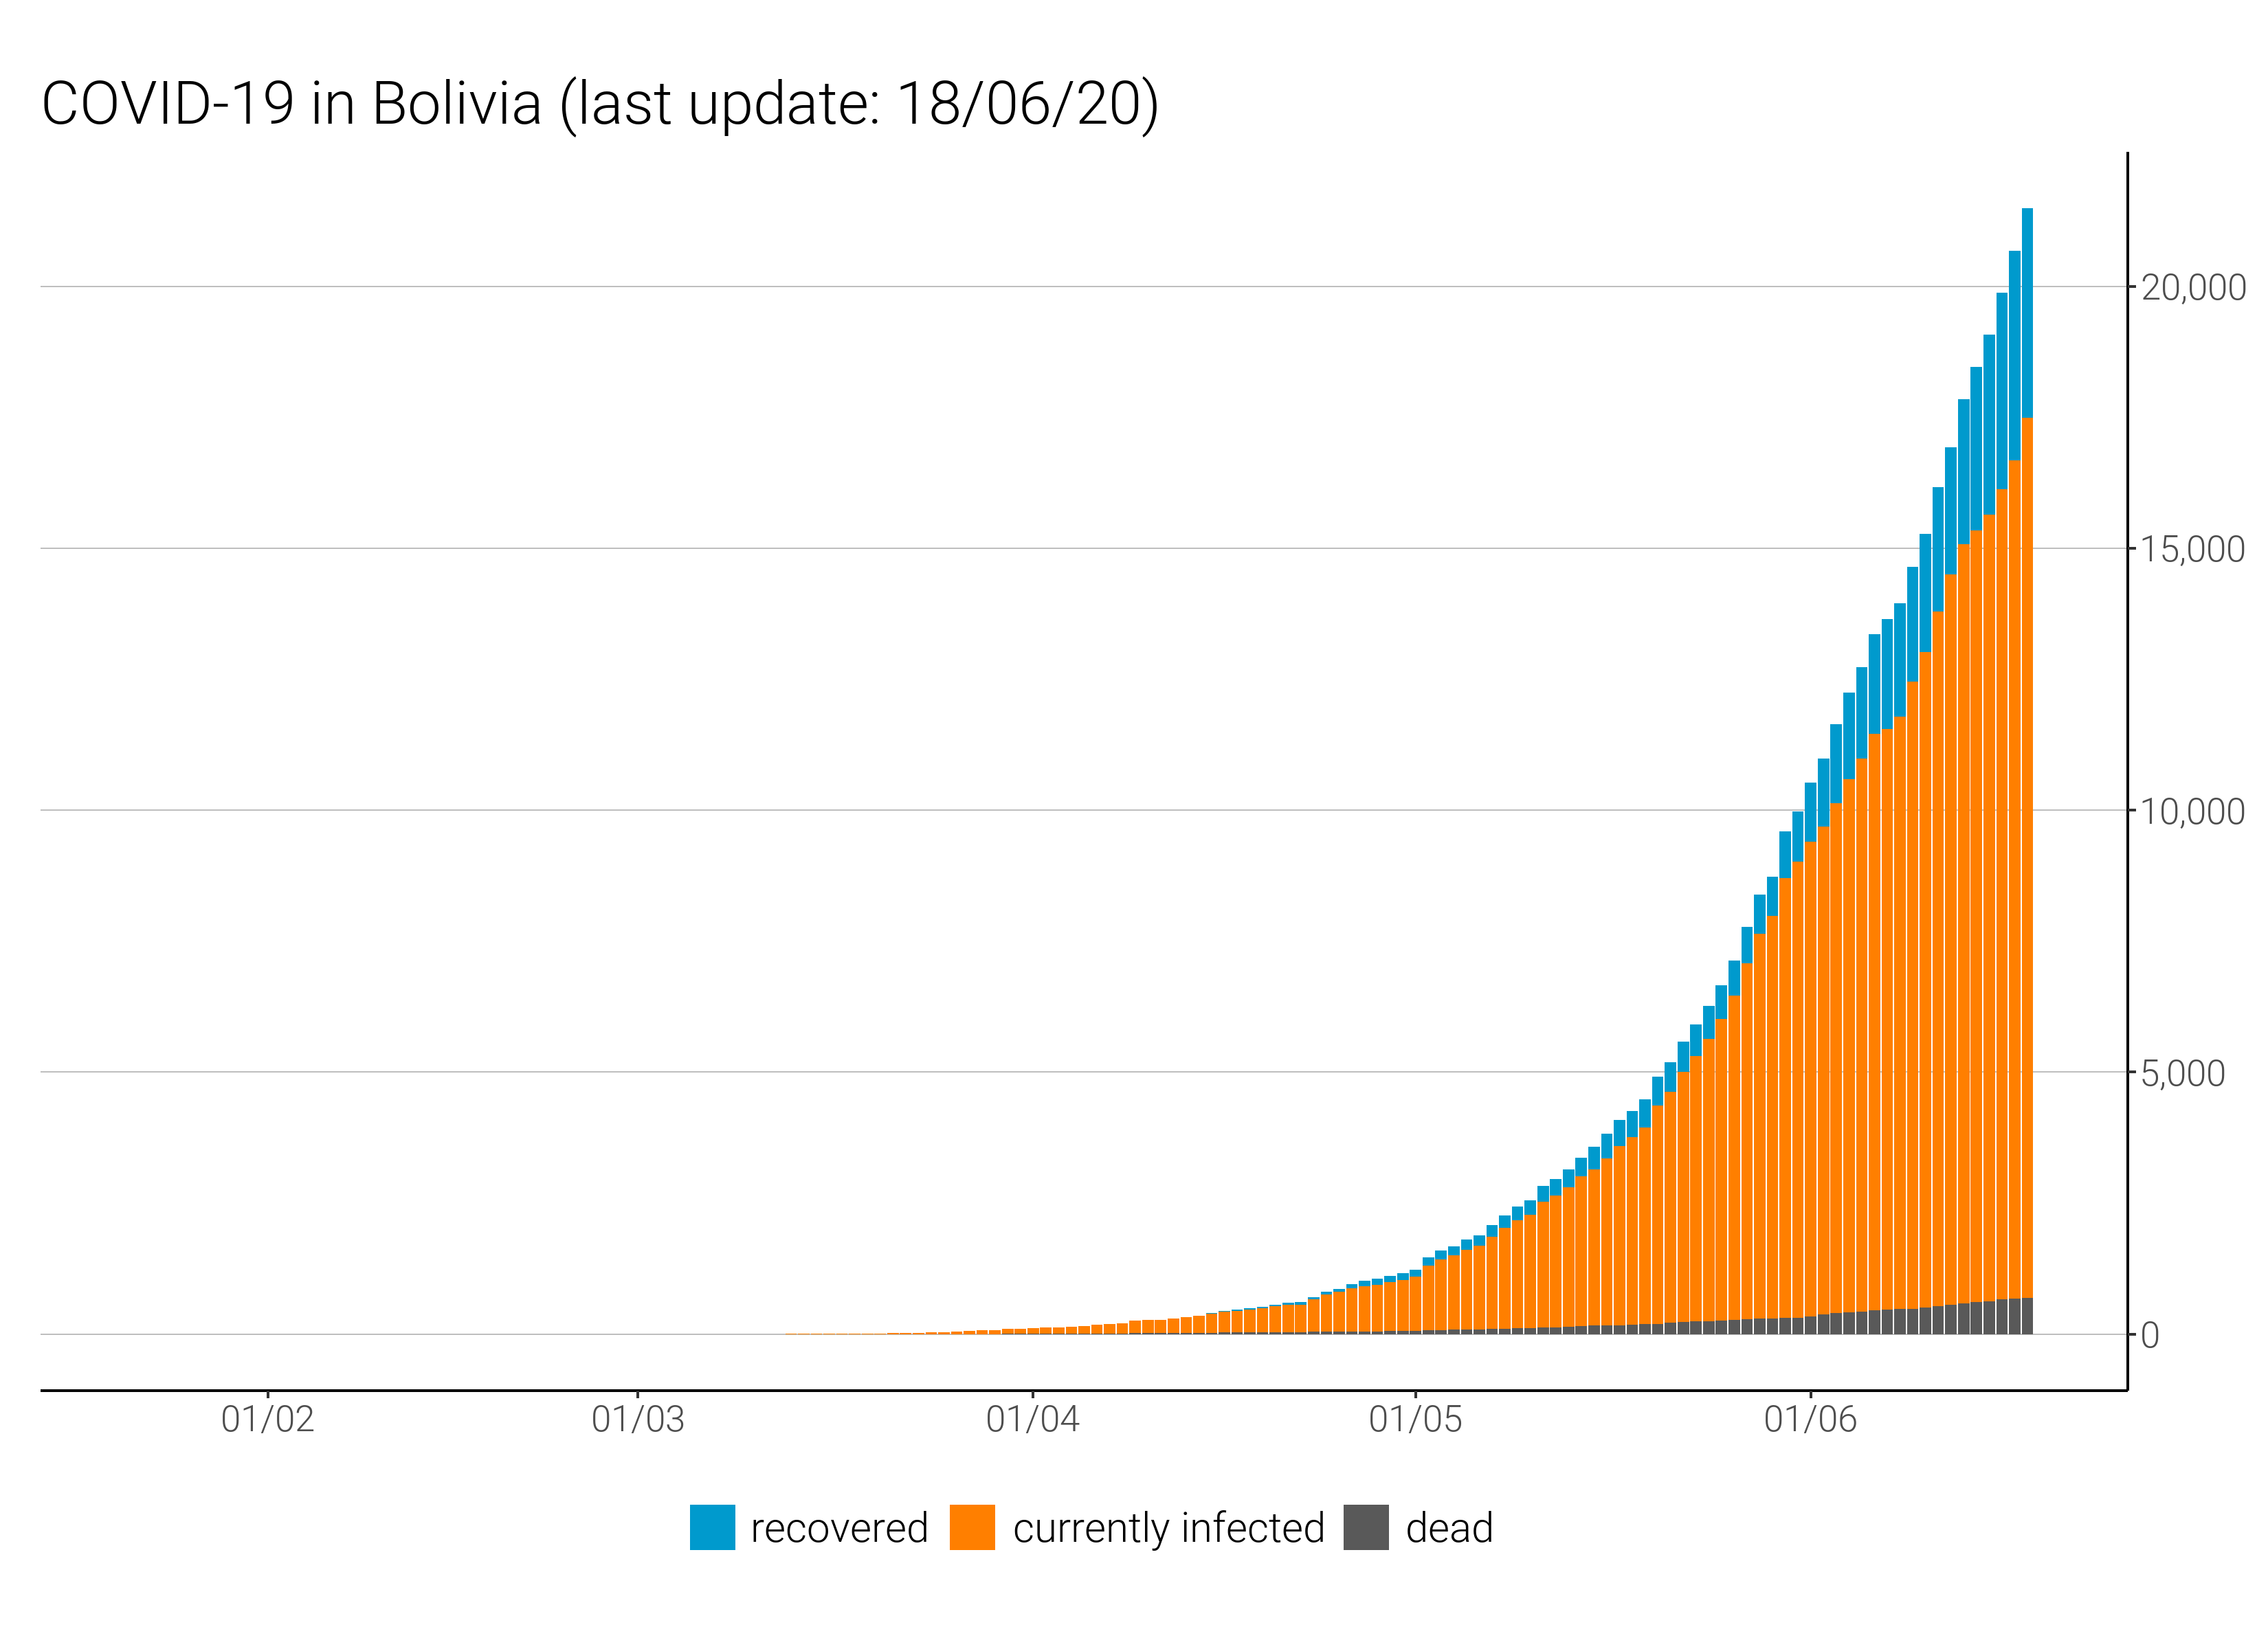 COVID-19 in Bolivia (last update: 18/06/20)
20,000
15,000
10,000
5,000
0
01/02 01/03 01/04 01/05 01/06
recovered currently infected dead